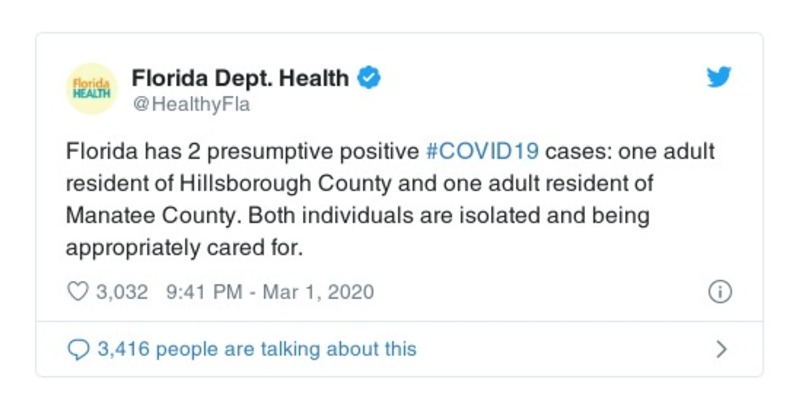 Florida HEALTH
Florida Dept. Health
@HealthyFla
Florida has 2 presumptive positive #COVID19 cases: one adult
resident of Hillsborough County and one adult resident of
Manatee County. Both individuals are isolated and being
appropriately cared for.
3,032 9:41 PM - Mar 1, 2020
3,416 people are talking about this